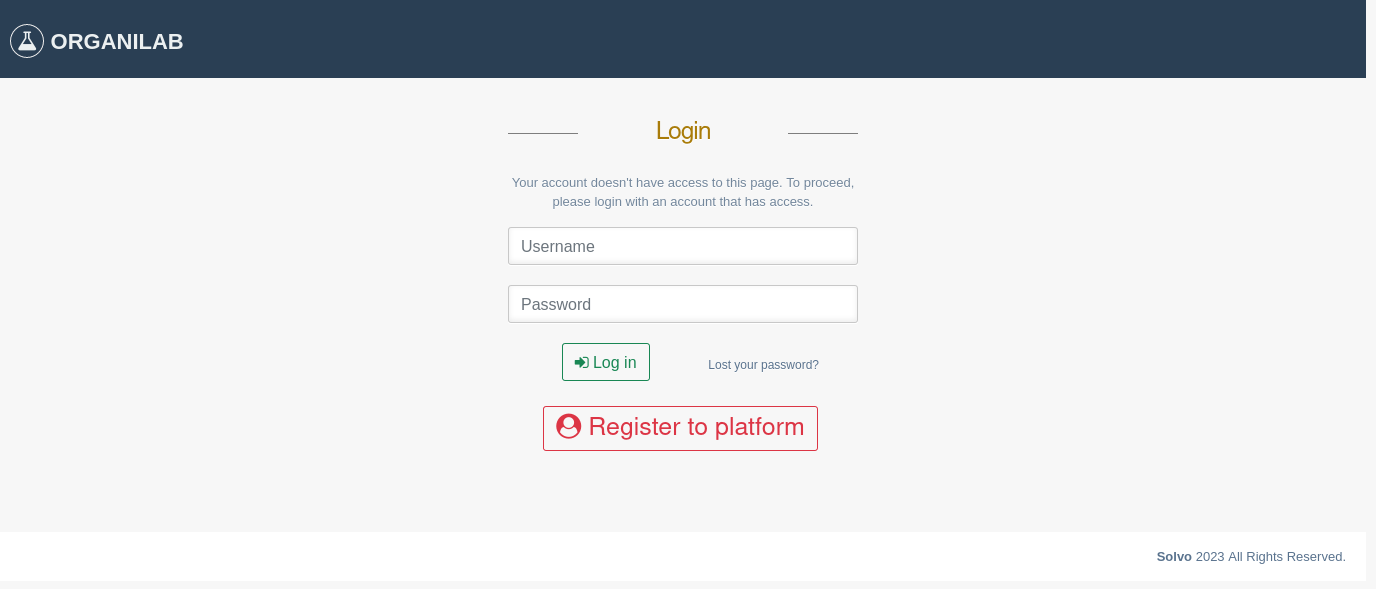 ORGANILAB
Login
Your account doesn't have access to this page. To proceed,
please login with an account that has access.
Username
Password
Log in
Lost your password?
Register to platform
Solvo 2023 All Rights Reserved.